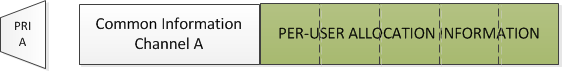 PRI
A
Common Information
Channel A
PER-USER ALLOCATION INFORMATION